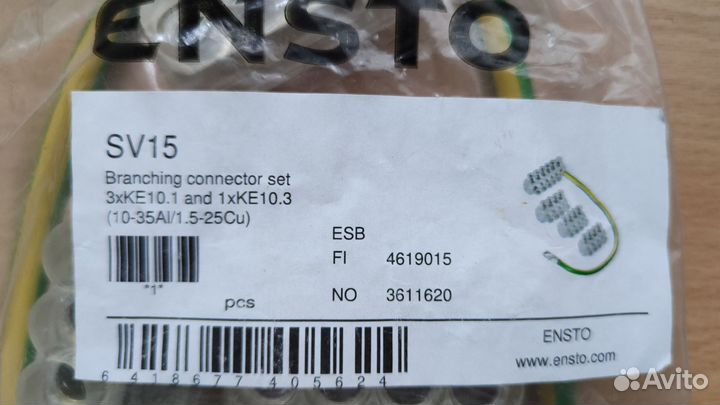 ENSTO
SV15
Branching connector set
3xKE10.1 and 1xKE10.3
(10-35Al/1.5-25Cu)
ESB
FI 4619015
"1"
pcs
NO 3611620
ENSTO
www.ensto.com
6 418677 405624
Avito